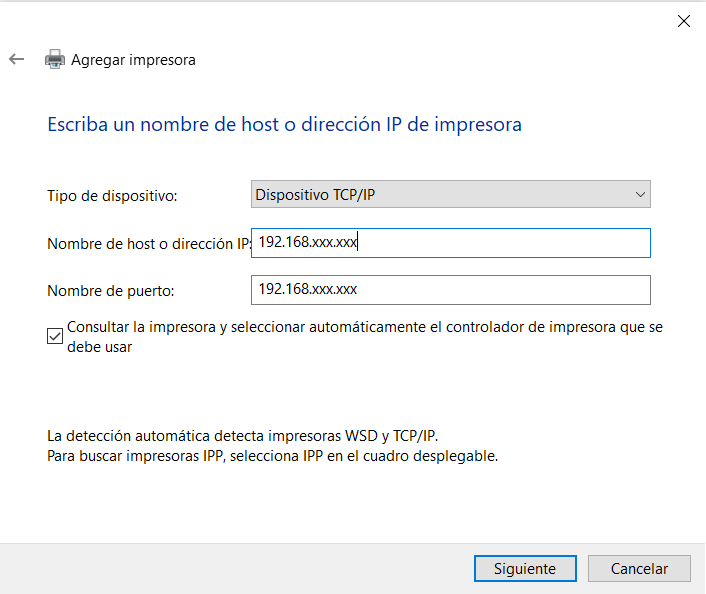 Agregar impresora
Escriba un nombre de host o dirección IP de impresora
Tipo de dispositivo: Dispositivo TCP/IP
Nombre de host o dirección IP: 192.168.xxx.xxx
Nombre de puerto: 192.168.xxx.xxx
Consultar la impresora y seleccionar automáticamente el controlador de impresora que se
debe usar
La detección automática detecta impresoras WSD y TCP/IP.
Para buscar impresoras IPP, selecciona IPP en el cuadro desplegable.
Siguiente Cancelar